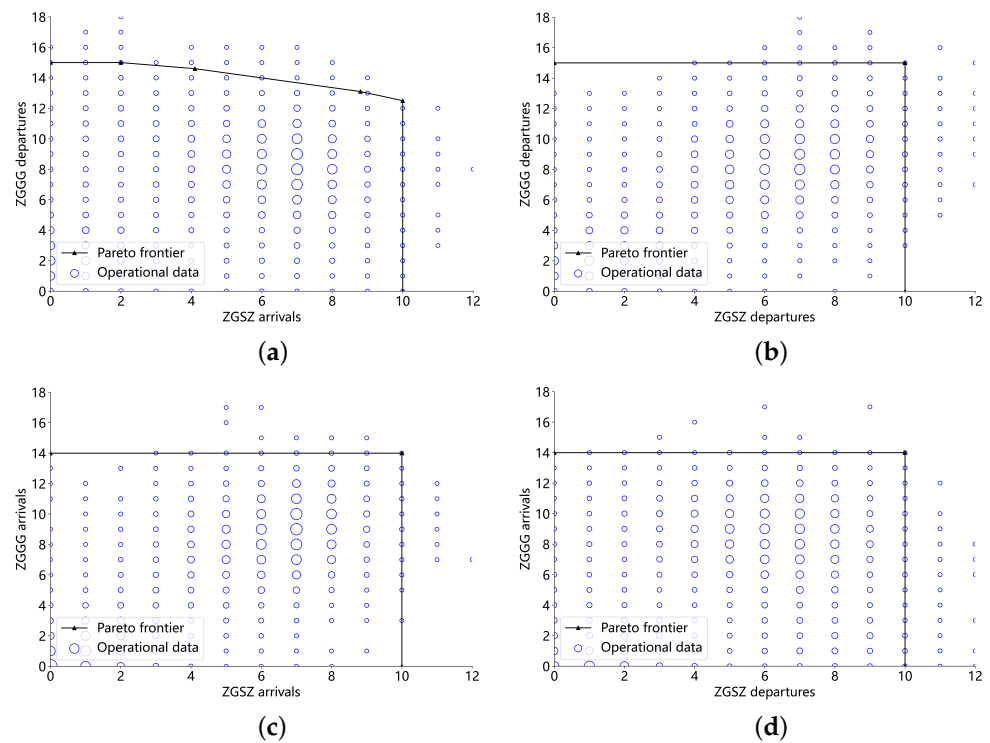 18
16
14
12
10
8
6
4
2
0
ZGGG departures
Pareto frontier
Operational data
0 2 4 6 8 10 12
ZGSZ arrivals
(a)
18
16
14
12
10
8
6
4
2
0
ZGGG departures
Pareto frontier
Operational data
0 2 4 6 8 10 12
ZGSZ departures
(b)
18
16
14
12
10
8
6
4
2
0
ZGGG arrivals
Pareto frontier
Operational data
0 2 4 6 8 10 12
ZGSZ arrivals
(c)
18
16
14
12
10
8
6
4
2
0
ZGGG arrivals
Pareto frontier
Operational data
0 2 4 6 8 10 12
ZGSZ departures
(d)